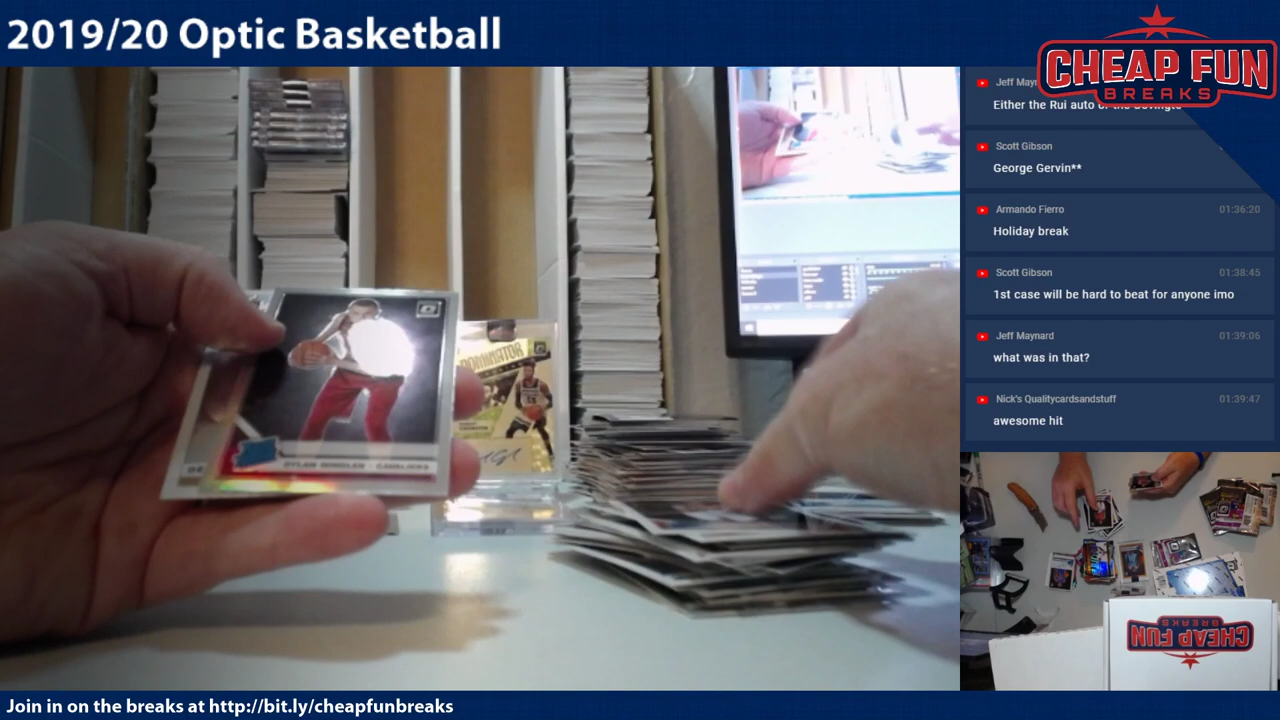 2019/20 Optic Basketball
CHEAP FUN
BREAKS
Either the Rui auto or the
Scott Gibson
George Gervin**
Armando Fierro 01:36:20
Holiday break
Scott Gibson 01:38:45
1st case will be hard to beat for anyone imo
Jeff Maynard 01:39:06
what was in that?
Nick's Qualitycardsandstuff 01:39:47
awesome hit
DOMINATOR
DYLAN WINDLER - CAVALIERS
CHEAP FUN
BREAKS
Join in on the breaks at http://bit.ly/cheapfunbreaks